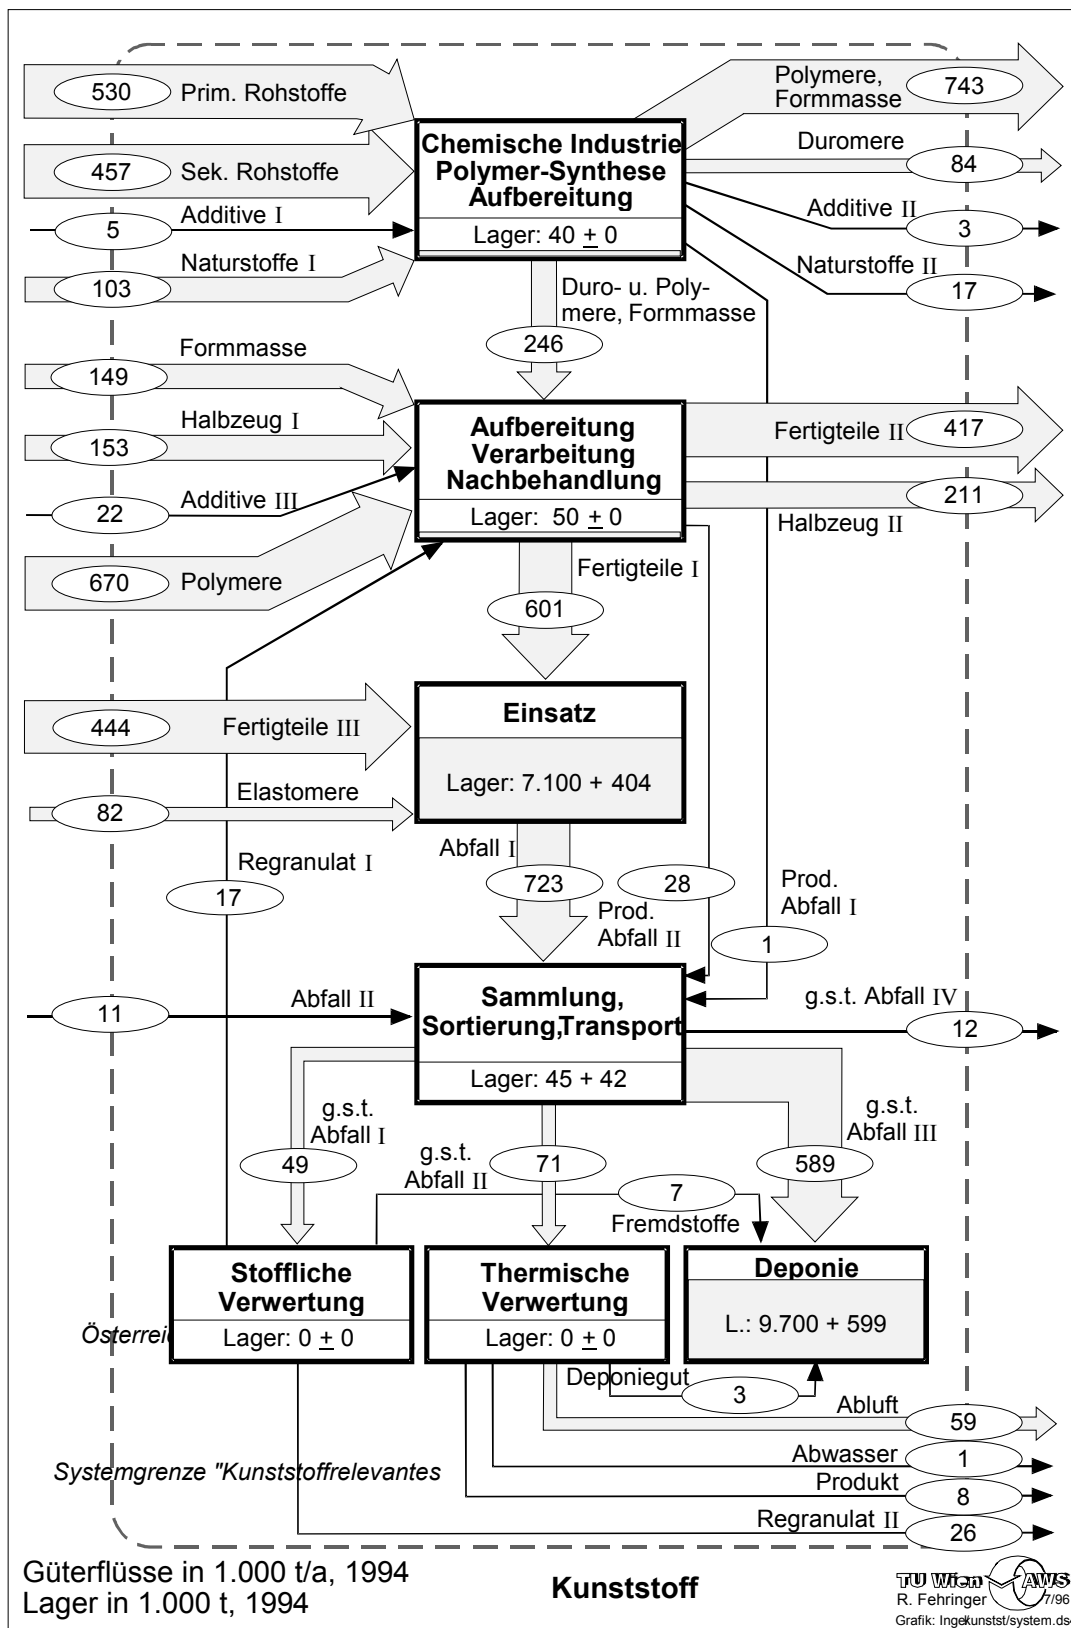 530 Prim. Rohstoffe
457 Sek. Rohstoffe
Additive I
5
Naturstoffe I
103
Chemische Industrie
Polymer-Synthese
Aufbereitung
Lager: 40 ± 0
Polymere,
Formmasse
743
Duromere
84
Additive II
3
Naturstoffe II
17
Duro- u. Poly-
mere, Formmasse
246
Formmasse
149
Halbzeug I
153
Additive III
22
670 Polymere
Aufbereitung
Verarbeitung
Nachbehandlung
Lager: 50 ± 0
Fertigteile II 417
211
Halbzeug II
Fertigteile I
601
444 Fertigteile III
Elastomere
82
Einsatz
Lager: 7.100 + 404
Regranulat I
17
Abfall I
723
28
Prod.
Abfall II
Prod.
Abfall I
1
Abfall II
11
Sammlung,
Sortierung,Transport
Lager: 45 + 42
g.s.t. Abfall IV
12
g.s.t.
Abfall I
49
g.s.t.
Abfall II
71
g.s.t.
Abfall III
589
7
Fremdstoffe
Stoffliche
Verwertung
Lager: 0 ± 0
Thermische
Verwertung
Lager: 0 ± 0
Deponie
L.: 9.700 + 599
Österreic
Deponiegut
3
Abluft
59
Abwasser
1
Produkt
8
Regranulat II
26
Systemgrenze "Kunststoffrelevantes
Güterflüsse in 1.000 t/a, 1994
Lager in 1.000 t, 1994
Kunststoff
TU Wien AWS
R. Fehringer 7/96
Grafik: Inge/kunstst/system.ds4